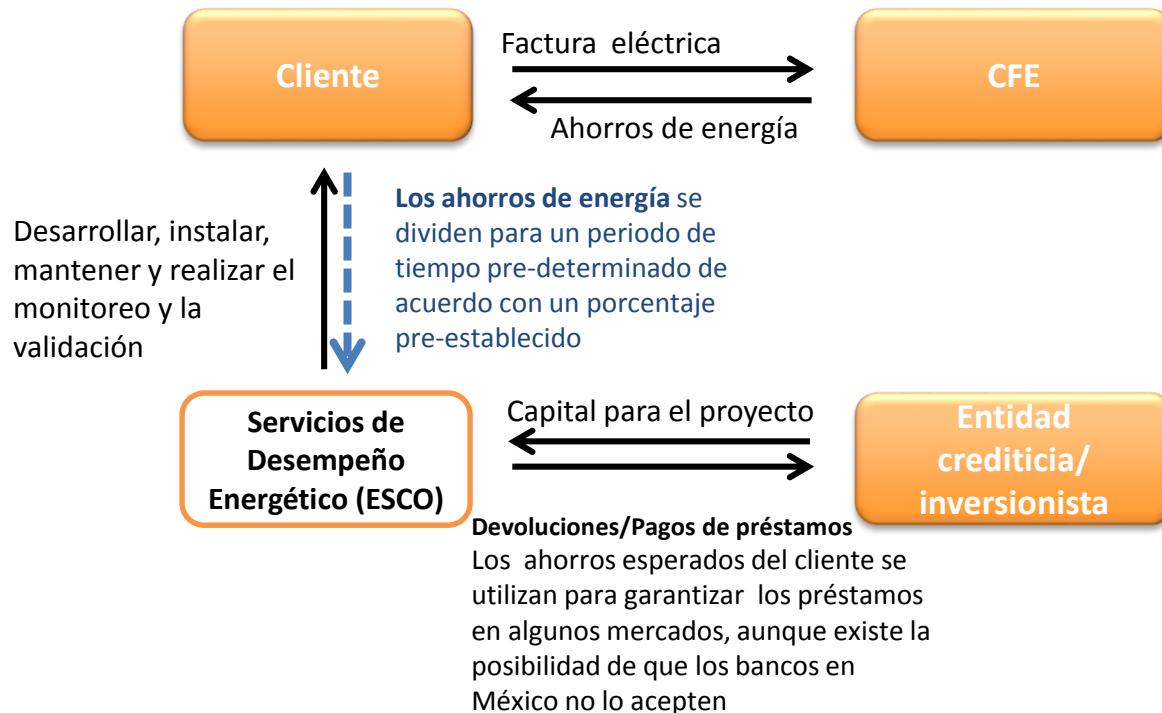 Cliente
Factura  eléctrica
CFE
Ahorros de energía
Desarrollar, instalar,
mantener y realizar el
monitoreo y la
validación
Los ahorros de energía se
dividen para un periodo de
tiempo pre-determinado de
acuerdo con un porcentaje
pre-establecido
Servicios de
Desempeño
Energético (ESCO)
Capital para el proyecto
Entidad
crediticia/
inversionista
Devoluciones/Pagos de préstamos
Los  ahorros esperados del cliente se
utilizan para garantizar  los préstamos
en algunos mercados, aunque existe la
posibilidad de que los bancos en
México no lo acepten